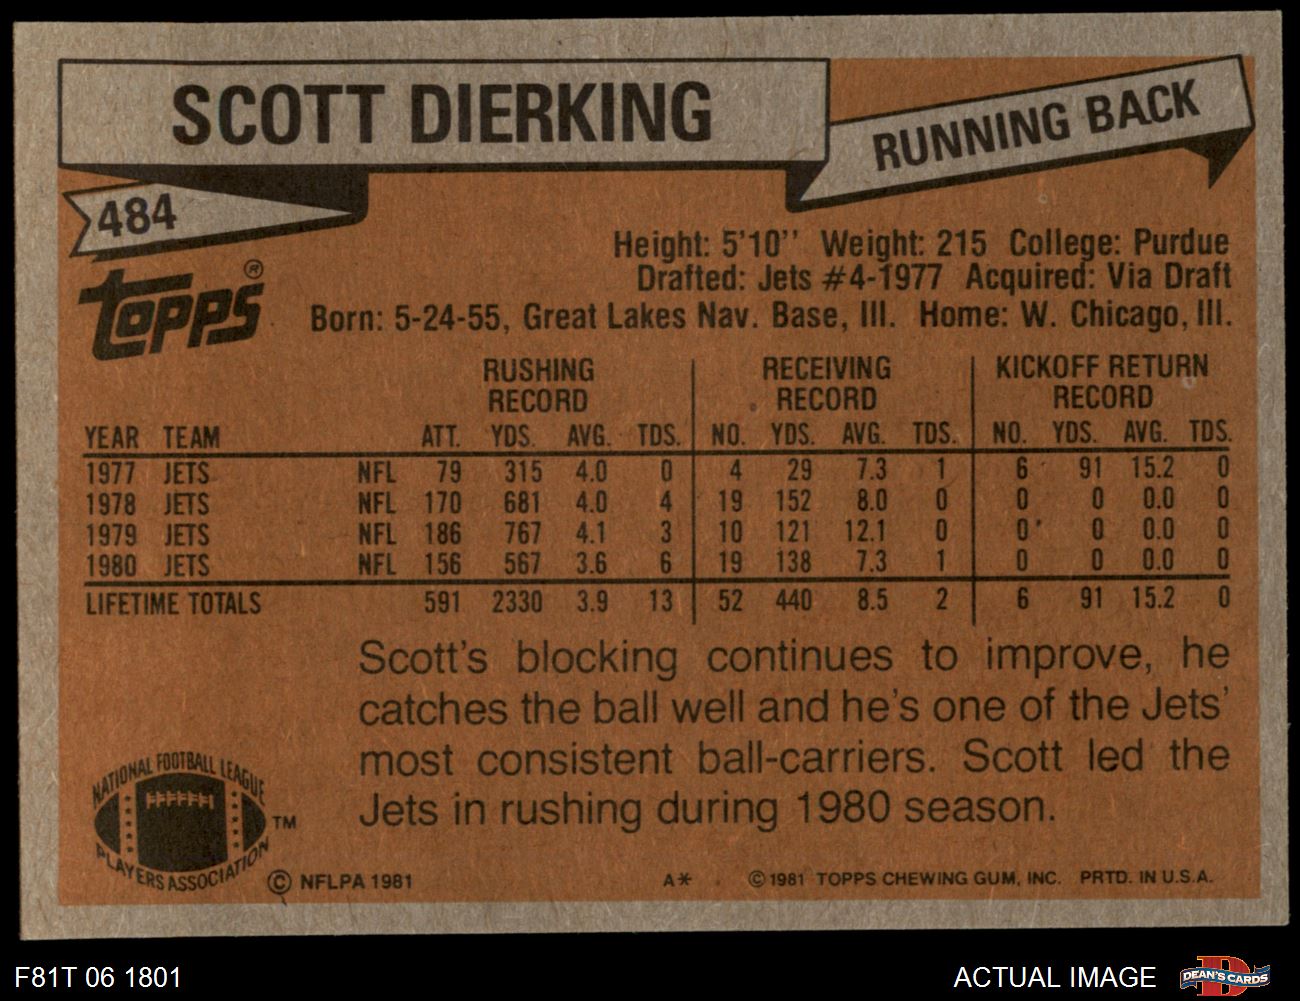 SCOTT DIERKING
RUNNING BACK
484
TOPPS®
Height: 5'10'' Weight: 215 College: Purdue
Drafted: Jets #4-1977 Acquired: Via Draft
Born: 5-24-55, Great Lakes Nav. Base, Ill. Home: W. Chicago, Ill.
RUSHING RECORD RECEIVING RECORD KICKOFF RETURN RECORD
YEAR TEAM ATT. YDS. AVG. TDS. NO. YDS. AVG. TDS. NO. YDS. AVG. TDS.
1977 JETS NFL 79 315 4.0 0 4 29 7.3 1 6 91 15.2 0
1978 JETS NFL 170 681 4.0 4 19 152 8.0 0 0 0 0.0 0
1979 JETS NFL 186 767 4.1 3 10 121 12.1 0 0 0 0.0 0
1980 JETS NFL 156 567 3.6 6 19 138 7.3 1 0 0 0.0 0
LIFETIME TOTALS 591 2330 3.9 13 52 440 8.5 2 6 91 15.2 0
Scott's blocking continues to improve, he
catches the ball well and he's one of the Jets'
most consistent ball-carriers. Scott led the
Jets in rushing during 1980 season.
NATIONAL FOOTBALL LEAGUE
PLAYERS ASSOCIATION
TM
© NFLPA 1981
A* © 1981 TOPPS CHEWING GUM, INC. PRTD. IN U.S.A.
F81T 06 1801
ACTUAL IMAGE
DEAN'S CARDS